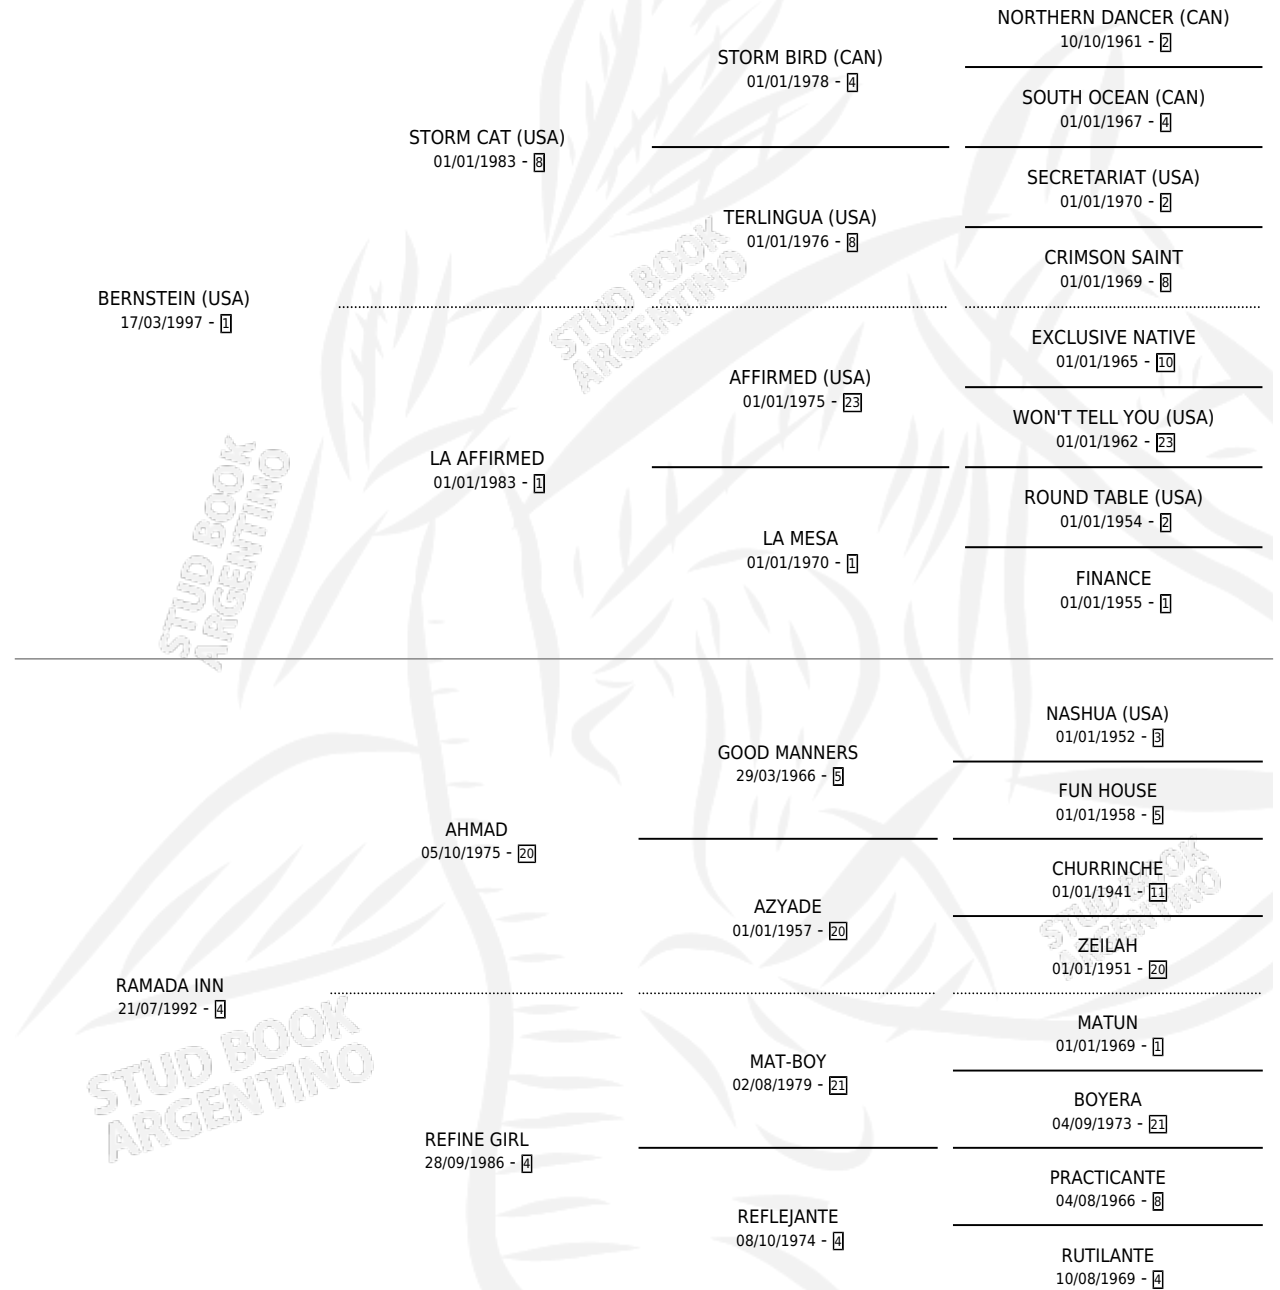 NORTHERN DANCER (CAN)
10/10/1961 - 2
STORM BIRD (CAN)
01/01/1978 - 4
SOUTH OCEAN (CAN)
01/01/1967 - 4
STORM CAT (USA)
01/01/1983 - 8
SECRETARIAT (USA)
01/01/1970 - 2
TERLINGUA (USA)
01/01/1976 - 8
CRIMSON SAINT
01/01/1969 - 8
BERNSTEIN (USA)
17/03/1997 - 1
EXCLUSIVE NATIVE
01/01/1965 - 10
AFFIRMED (USA)
01/01/1975 - 23
WON'T TELL YOU (USA)
01/01/1962 - 23
LA AFFIRMED
01/01/1983 - 1
ROUND TABLE (USA)
01/01/1954 - 2
LA MESA
01/01/1970 - 1
FINANCE
01/01/1955 - 1
NASHUA (USA)
01/01/1952 - 3
GOOD MANNERS
29/03/1966 - 5
FUN HOUSE
01/01/1958 - 5
AHMAD
05/10/1975 - 20
CHURRINCHE
01/01/1941 - 11
AZYADE
01/01/1957 - 20
ZEILAH
01/01/1951 - 20
RAMADA INN
21/07/1992 - 4
MATUN
01/01/1969 - 1
MAT-BOY
02/08/1979 - 21
BOYERA
04/09/1973 - 21
REFINE GIRL
28/09/1986 - 4
PRACTICANTE
04/08/1966 - 8
REFLEJANTE
08/10/1974 - 4
RUTILANTE
10/08/1969 - 4
STUD BOOK
ARGENTINO
STUD BOOK
ARGENTINO
STUD BOOK
ARGENTINO
STUD BOOK
ARGENTINO